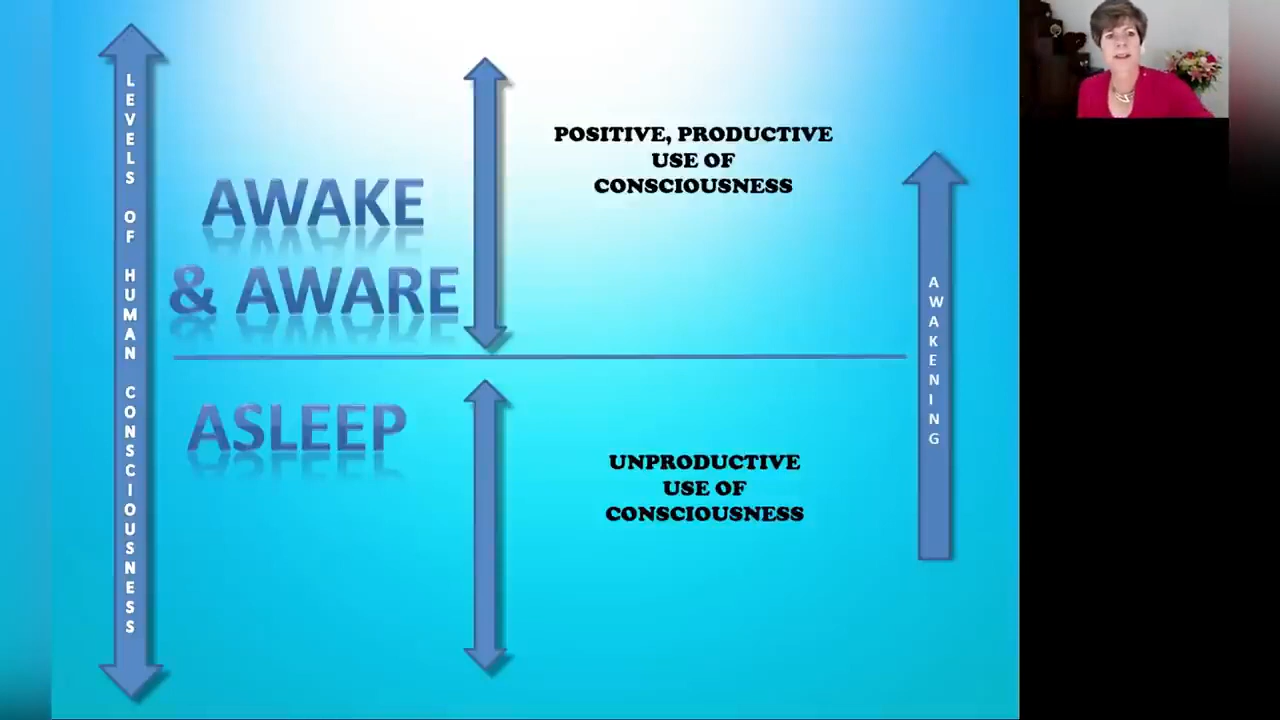 LEVELS OF HUMAN CONSCIOUSNESS
AWAKE
& AWARE
POSITIVE, PRODUCTIVE
USE OF
CONSCIOUSNESS
AWAKENING
ASLEEP
UNPRODUCTIVE
USE OF
CONSCIOUSNESS